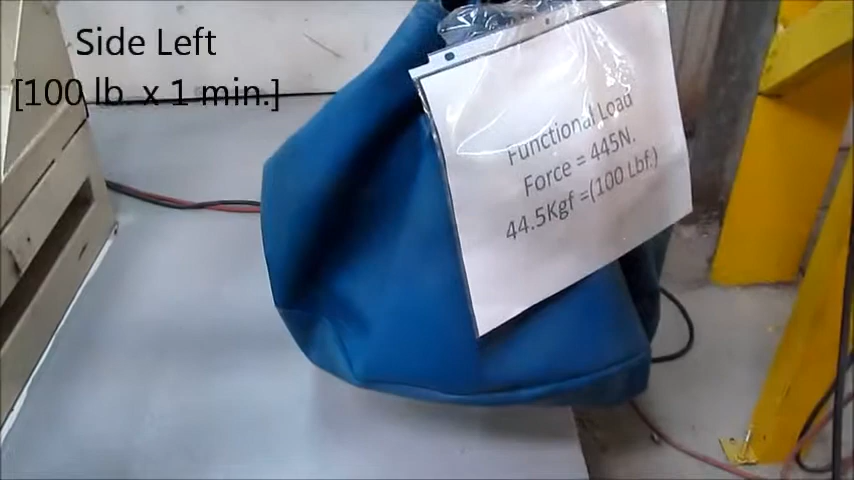 Side Left
[100 lb. x 1 min.]
Functional Load
Force = 445N.
44.5Kgf =(100 Lbf.)